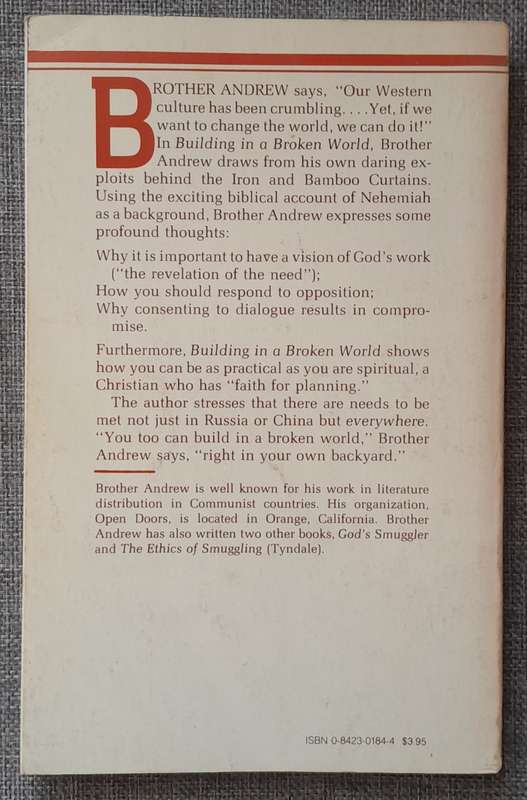 BROTHER ANDREW says, "Our Western
culture has been crumbling. . . .Yet, if we
want to change the world, we can do it!"
In Building in a Broken World, Brother
Andrew draws from his own daring ex-
ploits behind the Iron and Bamboo Curtains.
Using the exciting biblical account of Nehemiah
as a background, Brother Andrew expresses some
profound thoughts:
Why it is important to have a vision of God's work
("the revelation of the need");
How you should respond to opposition;
Why consenting to dialogue results in compro-
mise.
Furthermore, Building in a Broken World shows
how you can be as practical as you are spiritual, a
Christian who has "faith for planning."
The author stresses that there are needs to be
met not just in Russia or China but everywhere.
"You too can build in a broken world," Brother
Andrew says, "right in your own backyard."
Brother Andrew is well known for his work in literature
distribution in Communist countries. His organization,
Open Doors, is located in Orange, California. Brother
Andrew has also written two other books, God's Smuggler
and The Ethics of Smuggling (Tyndale).
ISBN 0-8423-0184-4 $3.95